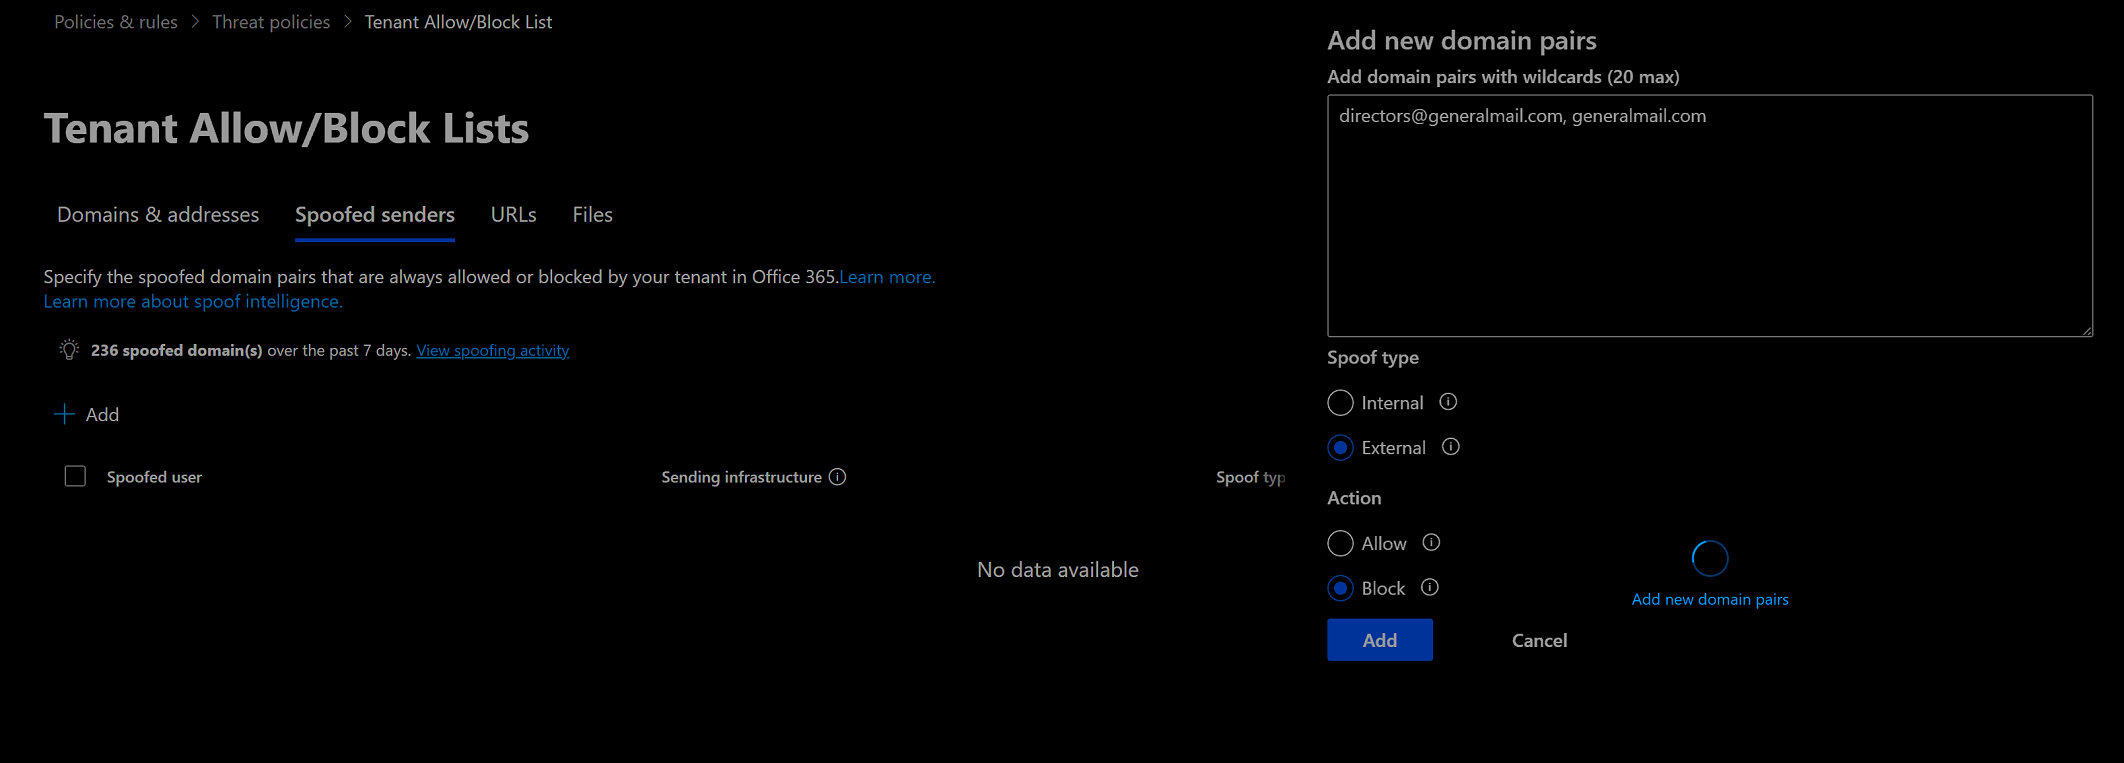 Policies & rules > Threat policies > Tenant Allow/Block List
Tenant Allow/Block Lists
Domains & addresses Spoofed senders URLs Files
Specify the spoofed domain pairs that are always allowed or blocked by your tenant in Office 365.Learn more.
Learn more about spoof intelligence.
236 spoofed domain(s) over the past 7 days. View spoofing activity
Add
Spoofed user Sending infrastructure Spoof typ
No data available
Add new domain pairs
Add domain pairs with wildcards (20 max)
directors@generalmail.com, generalmail.com
Spoof type
Internal
External
Action
Allow
Block
Add new domain pairs
Add Cancel